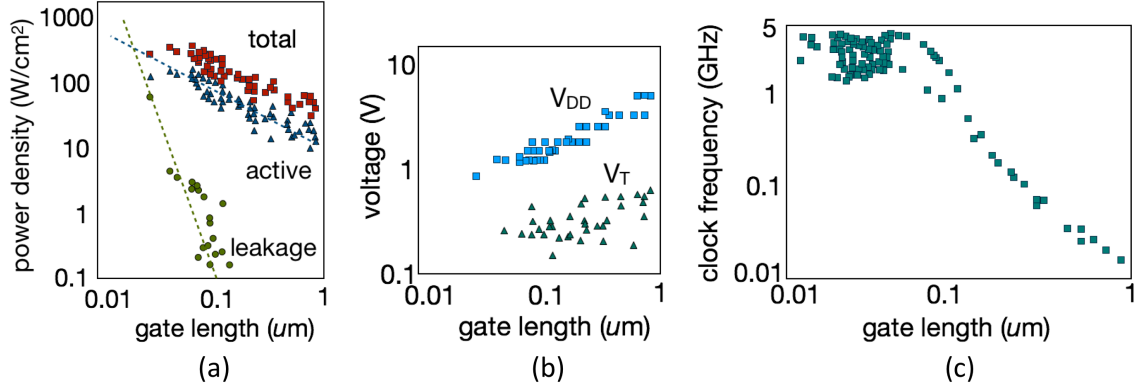 power density (W/cm²)
1000
100
10
1
0.1
total
active
leakage
0.01
0.1
1
gate length (um)
(a)
voltage (V)
10
1
0.1
V_DD
V_T
0.01
0.1
1
gate length (um)
(b)
clock frequency (GHz)
5
1
0.1
0.01
0.01
0.1
1
gate length (um)
(c)